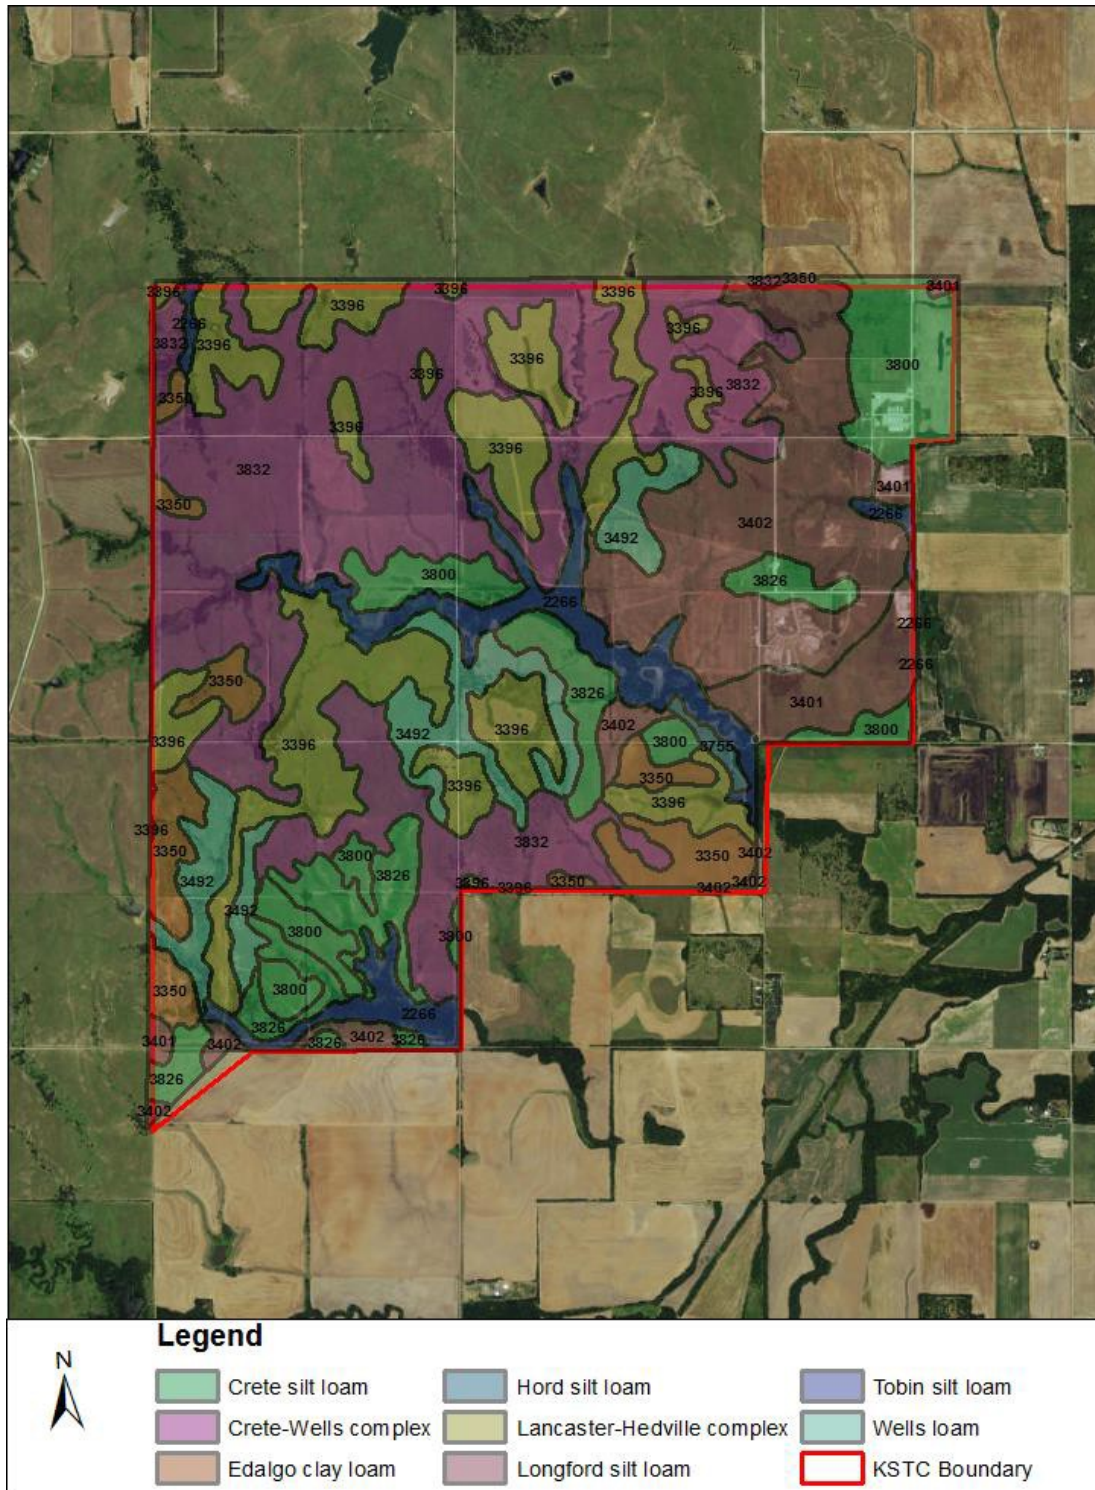 3832 3350
3396 3396 3396 3401
3396
2266 3396
3832 3396 3396 3800
3396 3396 3832
3350
3396 3396
3832
3401
3350 2266
3402
3492
3800 3826
2266
2266
2266
3350
3826 3401
3402
3492 3396 3800
3396 3396 3800 3755
3350
3396
3396
3396
3832
3350 3800 3350 3402
3826
3492 3396 3396 3350 3402 3402
3492
3800 3800
3350 3800
2266
3826
3401 3402 3826 3402 3826
3826
3402
Legend
N
Crete silt loam Hord silt loam Tobin silt loam
Crete-Wells complex Lancaster-Hedville complex Wells loam
Edalgo clay loam Longford silt loam KSTC Boundary